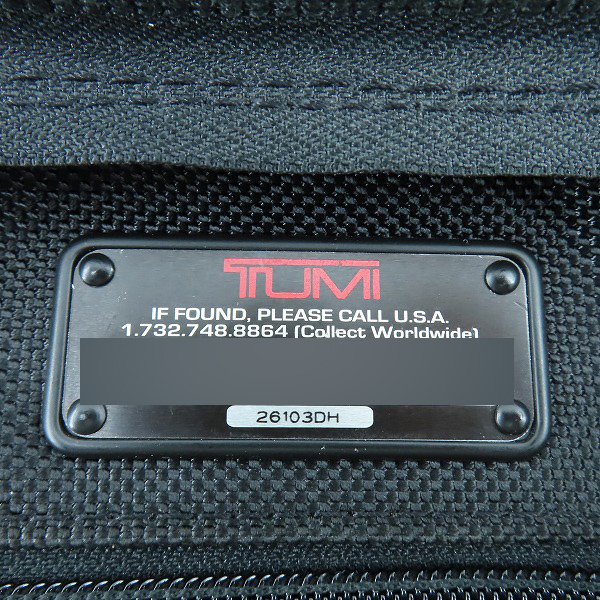 TUMI
IF FOUND, PLEASE CALL U.S.A.
1.732.748.8864 (Collect Worldwide)
26103DH